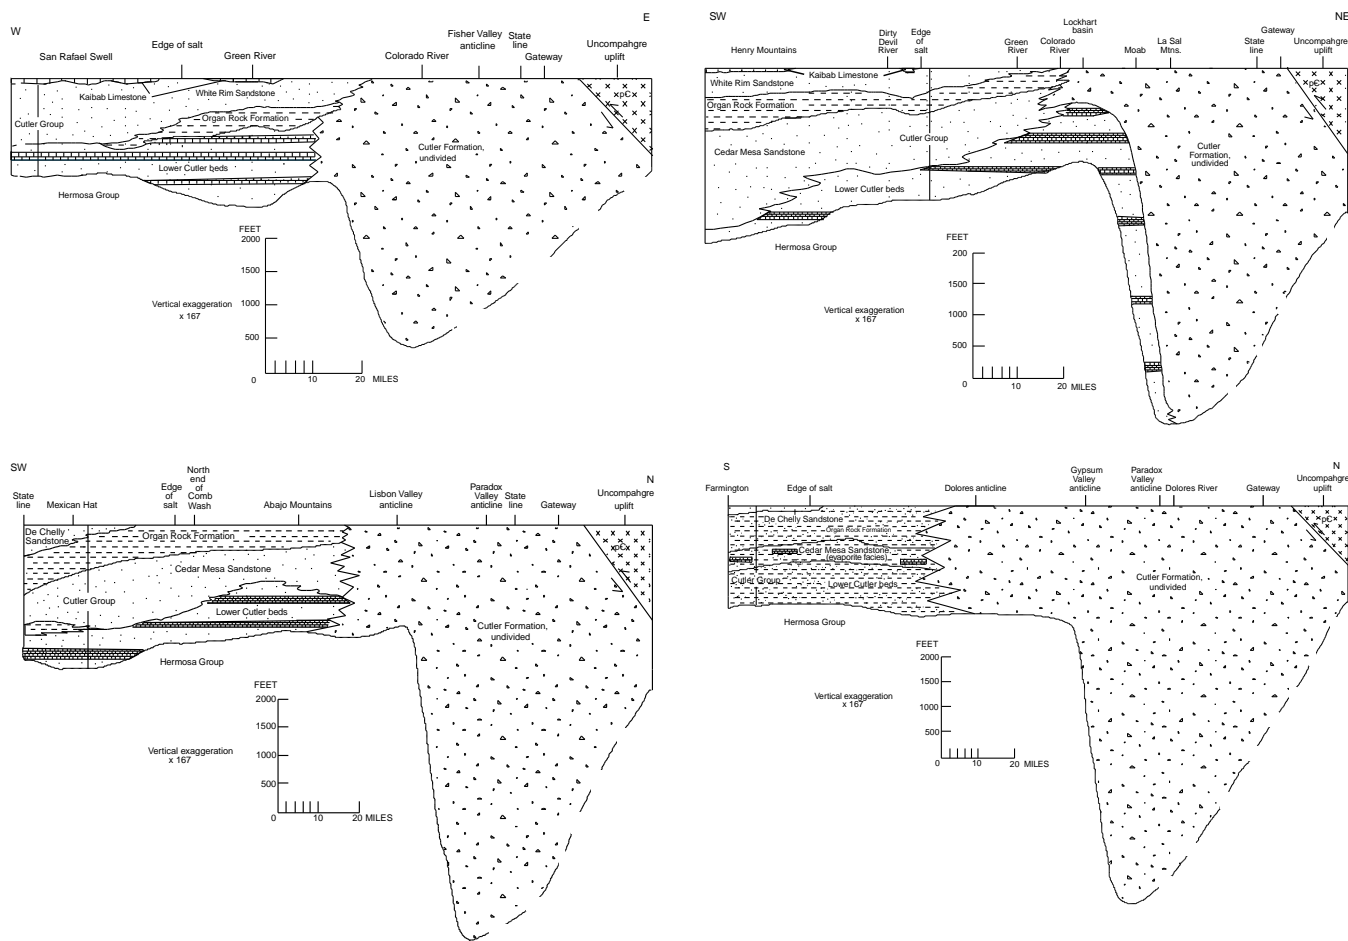 W
E
San Rafael Swell
Edge of salt
Green River
Colorado River
Fisher Valley
anticline
State
line
Gateway
Uncompahgre
uplift
Kaibab Limestone
White Rim Sandstone
pC
Organ Rock Formation
Cutler Group
Cutler Formation,
undivided
Lower Cutler beds
Hermosa Group
FEET
2000
1500
1000
500
0
10
20
MILES
Vertical exaggeration
x 167
SW
NE
Henry Mountains
Dirty
Devil
River
Edge
of
salt
Green
River
Colorado
River
Lockhart
basin
Moab
La Sal
Mtns.
State
line
Gateway
Uncompahgre
uplift
Kaibab Limestone
White Rim Sandstone
pC
Organ Rock Formation
Cutler Group
Cedar Mesa Sandstone
Cutler
Formation,
undivided
Lower Cutler beds
Hermosa Group
FEET
200
1000
500
0
10
20
MILES
Vertical exaggeration
x 167
SW
N
State
line
Mexican Hat
Edge
of
salt
North
end
of
Comb
Wash
Abajo Mountains
Lisbon Valley
anticline
Paradox
Valley
anticline
State
line
Gateway
Uncompahgre
uplift
De Chelly
Sandstone
Organ Rock Formation
pC
Cedar Mesa Sandstone
Cutler Group
Lower Cutler beds
Cutler Formation,
undivided
Hermosa Group
FEET
2000
1500
1000
500
0
10
20
MILES
Vertical exaggeration
x 167
S
N
Farmington
Edge of salt
Dolores anticline
Gypsum
Valley
anticline
Paradox
Valley
anticline
Dolores River
Gateway
Uncompahgre
uplift
De Chelly Sandstone
Organ Rock Formation
pC
Cedar Mesa Sandstone
(evaporite facies)
Cutler Group
Lower Cutler beds
Cutler Formation,
undivided
Hermosa Group
FEET
2000
1500
1000
500
0
10
20
MILES
Vertical exaggeration
x 167